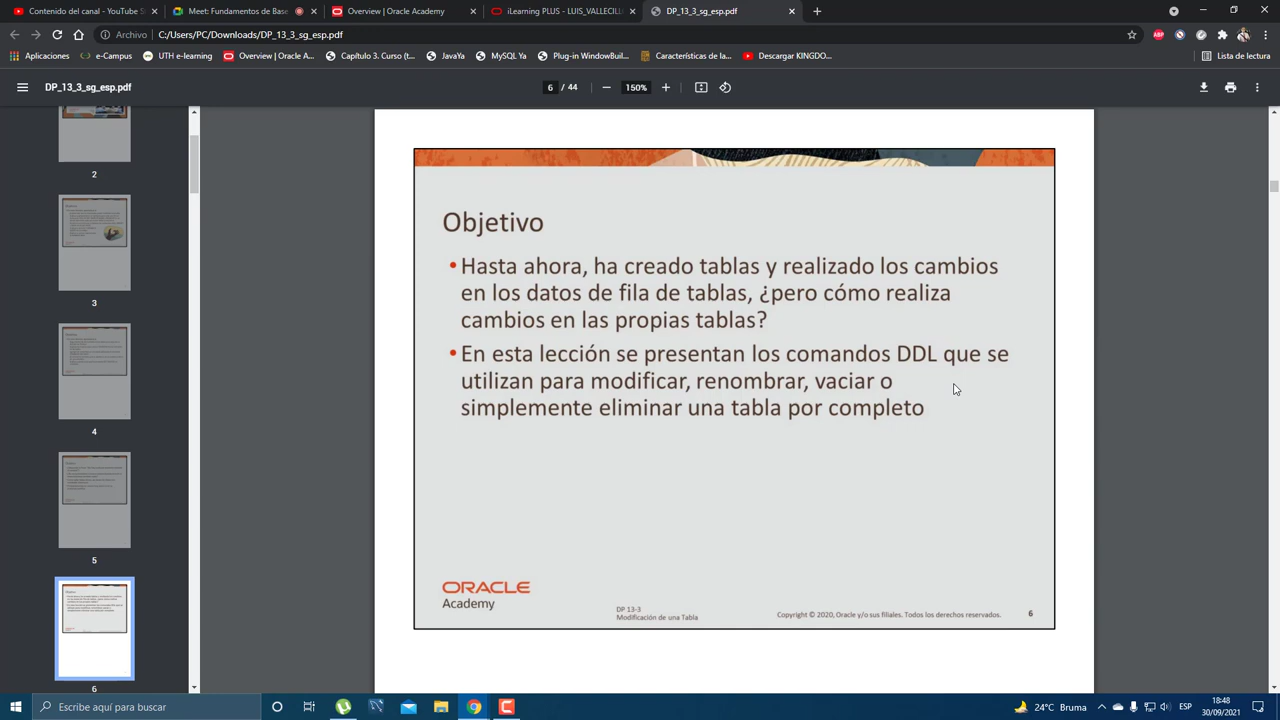 Contenido del canal - YouTube S
Meet: Fundamentos de Base
Overview | Oracle Academy
iLearning PLUS - LUIS_VALLECILL
DP_13_3_sg_esp.pdf
Archivo
C:/Users/PC/Downloads/DP_13_3_sg_esp.pdf
Aplicaciones
e-Campus
UTH e-learning
Overview | Oracle A...
Capítulo 3. Curso (t...
JavaYa
MySQL Ya
Plug-in WindowBuil...
Características de la...
Descargar KINGDO...
Lista de lectura
DP_13_3_sg_esp.pdf
6 / 44
150%
2
3
4
5
6
Objetivo
•Hasta ahora, ha creado tablas y realizado los cambios
en los datos de fila de tablas, ¿pero cómo realiza
cambios en las propias tablas?
•En esta lección se presentan los comandos DDL que se
utilizan para modificar, renombrar, vaciar o
simplemente eliminar una tabla por completo
ORACLE
Academy
DP 13-3
Modificación de una Tabla
Copyright © 2020, Oracle y/o sus filiales. Todos los derechos reservados.
6
Escribe aquí para buscar
24°C Bruma
ESP
18:48
30/09/2021